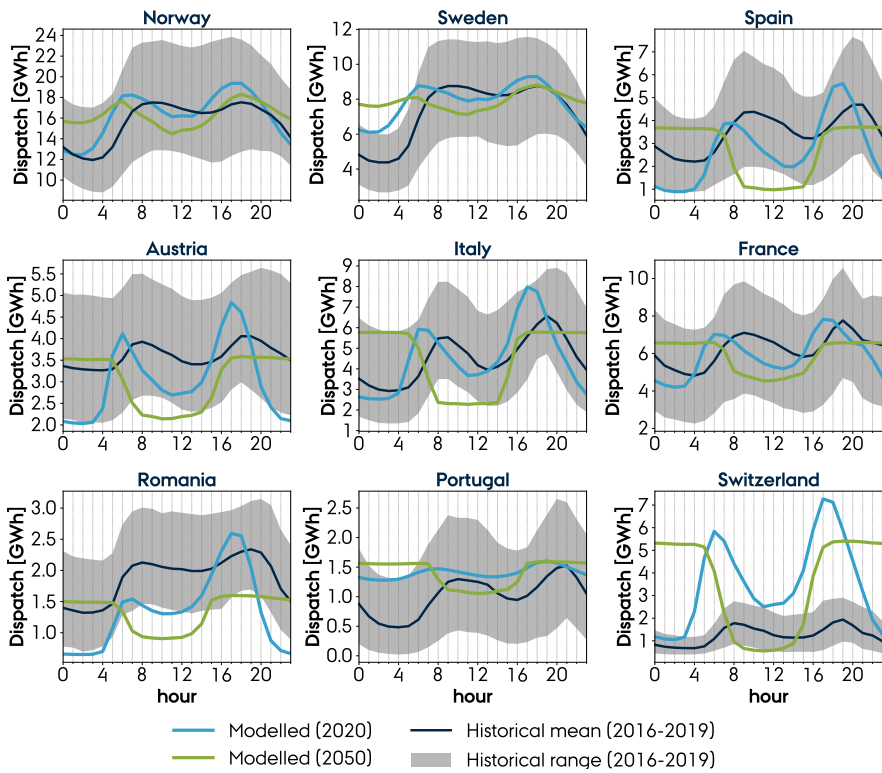 Norway
Sweden
Spain
Dispatch [GWh]
24
22
20
18
16
14
12
10
0 4 8 12 16 20
Dispatch [GWh]
12
10
8
6
4
0 4 8 12 16 20
Dispatch [GWh]
7
6
5
4
3
2
1
0 4 8 12 16 20
Austria
Italy
France
Dispatch [GWh]
5.5
5.0
4.5
4.0
3.5
3.0
2.5
2.0
0 4 8 12 16 20
Dispatch [GWh]
9
8
7
6
5
4
3
2
1
0 4 8 12 16 20
Dispatch [GWh]
10
8
6
4
2
0 4 8 12 16 20
Romania
Portugal
Switzerland
Dispatch [GWh]
3.0
2.5
2.0
1.5
1.0
0 4 8 12 16 20
hour
Dispatch [GWh]
2.5
2.0
1.5
1.0
0.5
0.0
0 4 8 12 16 20
hour
Dispatch [GWh]
7
6
5
4
3
2
1
0 4 8 12 16 20
hour
Modelled (2020)
Historical mean (2016-2019)
Modelled (2050)
Historical range (2016-2019)